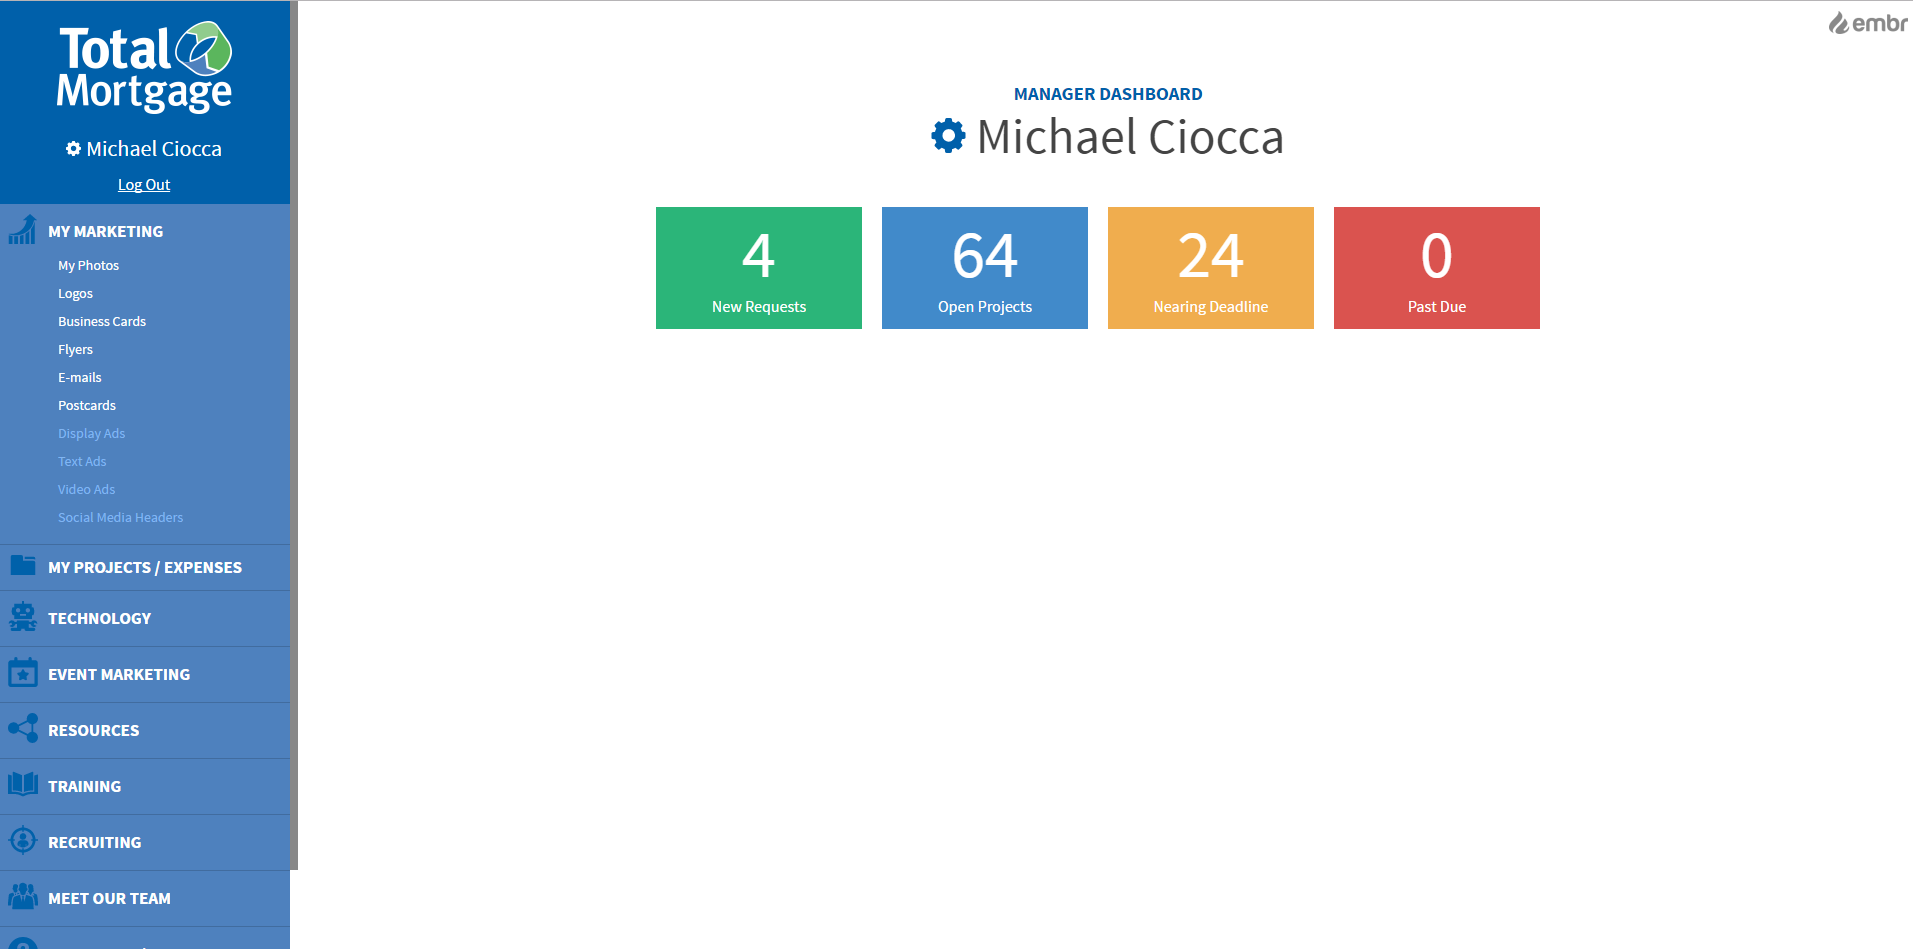 Total
Mortgage
Michael Ciocca
Log Out
MY MARKETING
My Photos
Logos
Business Cards
Flyers
E-mails
Postcards
Display Ads
Text Ads
Video Ads
Social Media Headers
MY PROJECTS / EXPENSES
TECHNOLOGY
EVENT MARKETING
RESOURCES
TRAINING
RECRUITING
MEET OUR TEAM
embr
MANAGER DASHBOARD
Michael Ciocca
4
New Requests
64
Open Projects
24
Nearing Deadline
0
Past Due